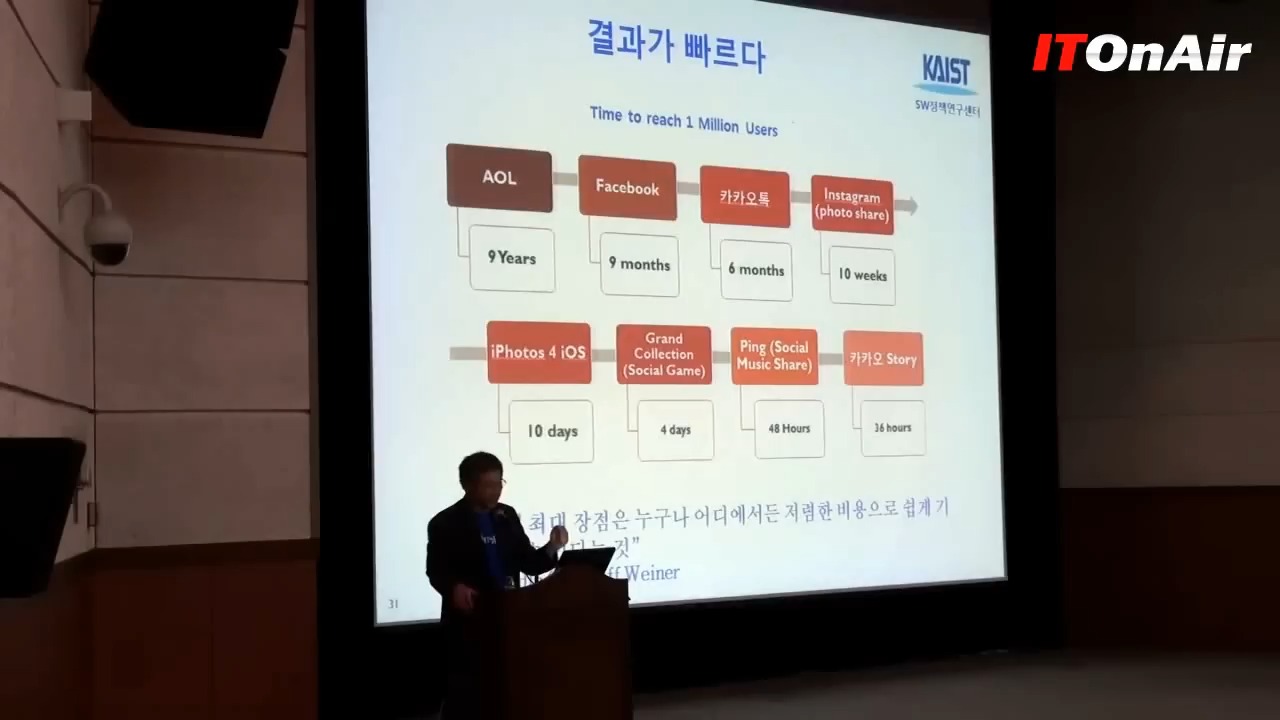 결과가 빠르다
ITOnAir
KAIST
SW정책연구센터
Time to reach 1 Million Users
AOL
Facebook
카카오톡
Instagram
(photo share)
9 Years
9 months
6 months
10 weeks
iPhotos 4 iOS
Grand
Collection
(Social Game)
Ping (Social
Music Share)
카카오 Story
10 days
4 days
48 Hours
36 hours
최대 장점은 누구나 어디에서든 저렴한 비용으로 쉽게 기
것”
Weiner
31